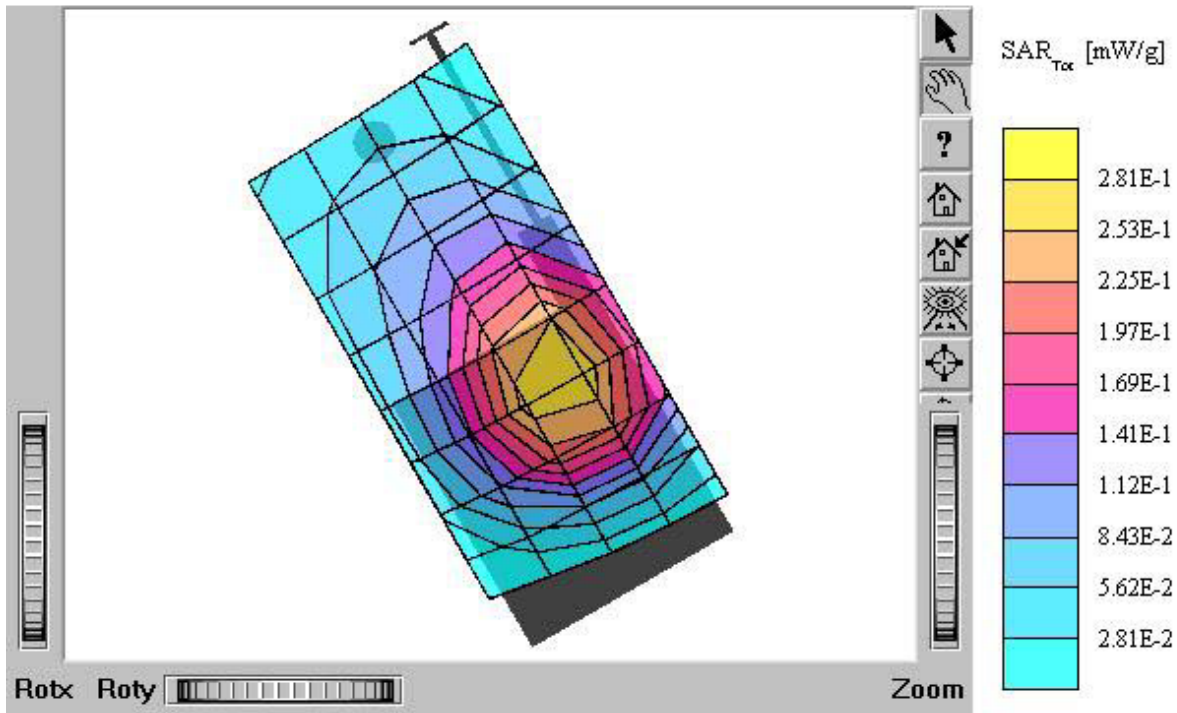 SAR_Tot [mW/g]
?
2.81E-1
2.53E-1
2.25E-1
1.97E-1
1.69E-1
1.41E-1
1.12E-1
8.43E-2
5.62E-2
2.81E-2
Rotx Roty Zoom